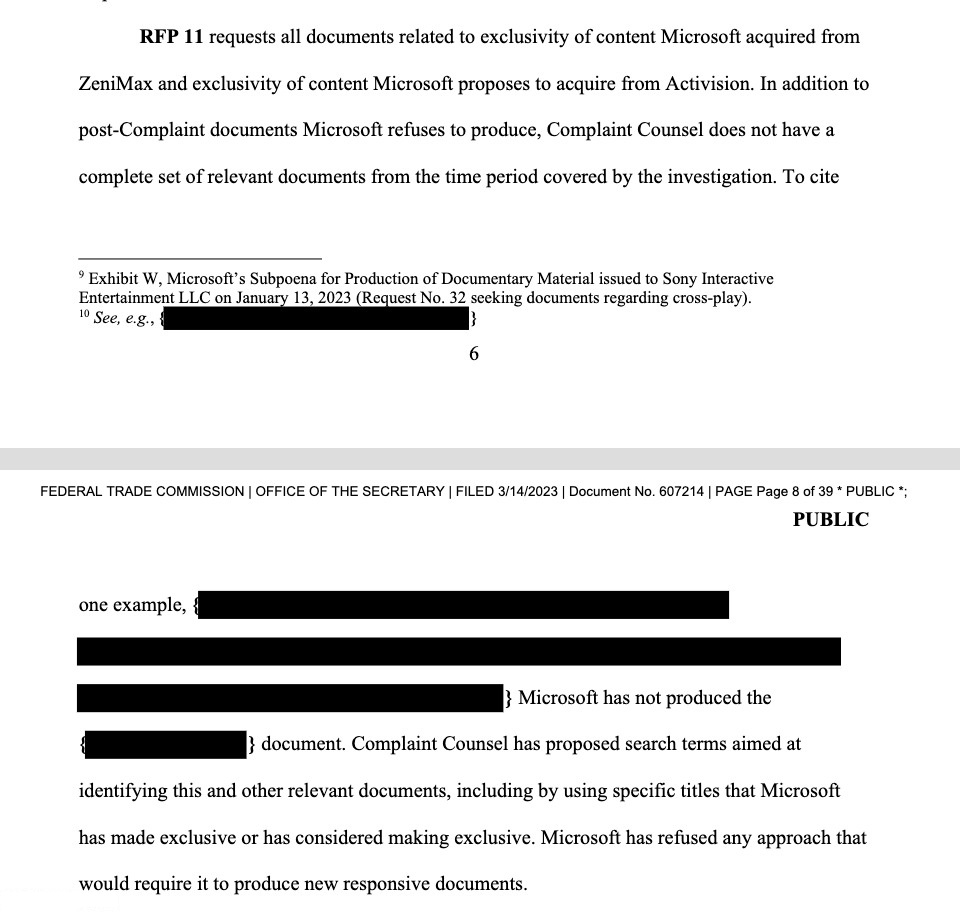 RFP 11 requests all documents related to exclusivity of content Microsoft acquired from
ZeniMax and exclusivity of content Microsoft proposes to acquire from Activision. In addition to
post-Complaint documents Microsoft refuses to produce, Complaint Counsel does not have a
complete set of relevant documents from the time period covered by the investigation. To cite
9 Exhibit W, Microsoft’s Subpoena for Production of Documentary Material issued to Sony Interactive
Entertainment LLC on January 13, 2023 (Request No. 32 seeking documents regarding cross-play).
10 See, e.g., { }
6
FEDERAL TRADE COMMISSION | OFFICE OF THE SECRETARY | FILED 3/14/2023 | Document No. 607214 | PAGE Page 8 of 39 * PUBLIC *;
PUBLIC
one example, {
} Microsoft has not produced the
{ } document. Complaint Counsel has proposed search terms aimed at
identifying this and other relevant documents, including by using specific titles that Microsoft
has made exclusive or has considered making exclusive. Microsoft has refused any approach that
would require it to produce new responsive documents.